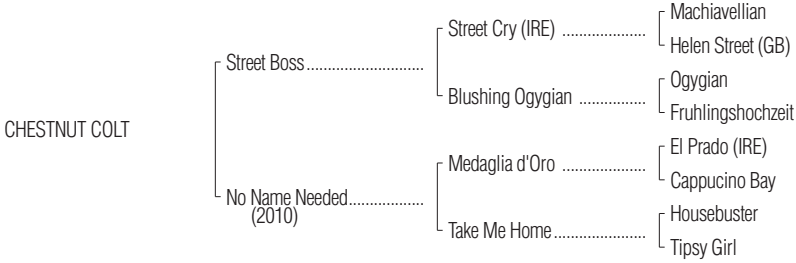 CHESTNUT COLT
Street Boss...........................
No Name Needed.................
(2010)
Street Cry (IRE) ....................
Blushing Ogygian ................
Medaglia d'Oro ....................
Take Me Home......................
Machiavellian
Helen Street (GB)
Ogygian
Fruhlingshochzeit
El Prado (IRE)
Cappucino Bay
Housebuster
Tipsy Girl